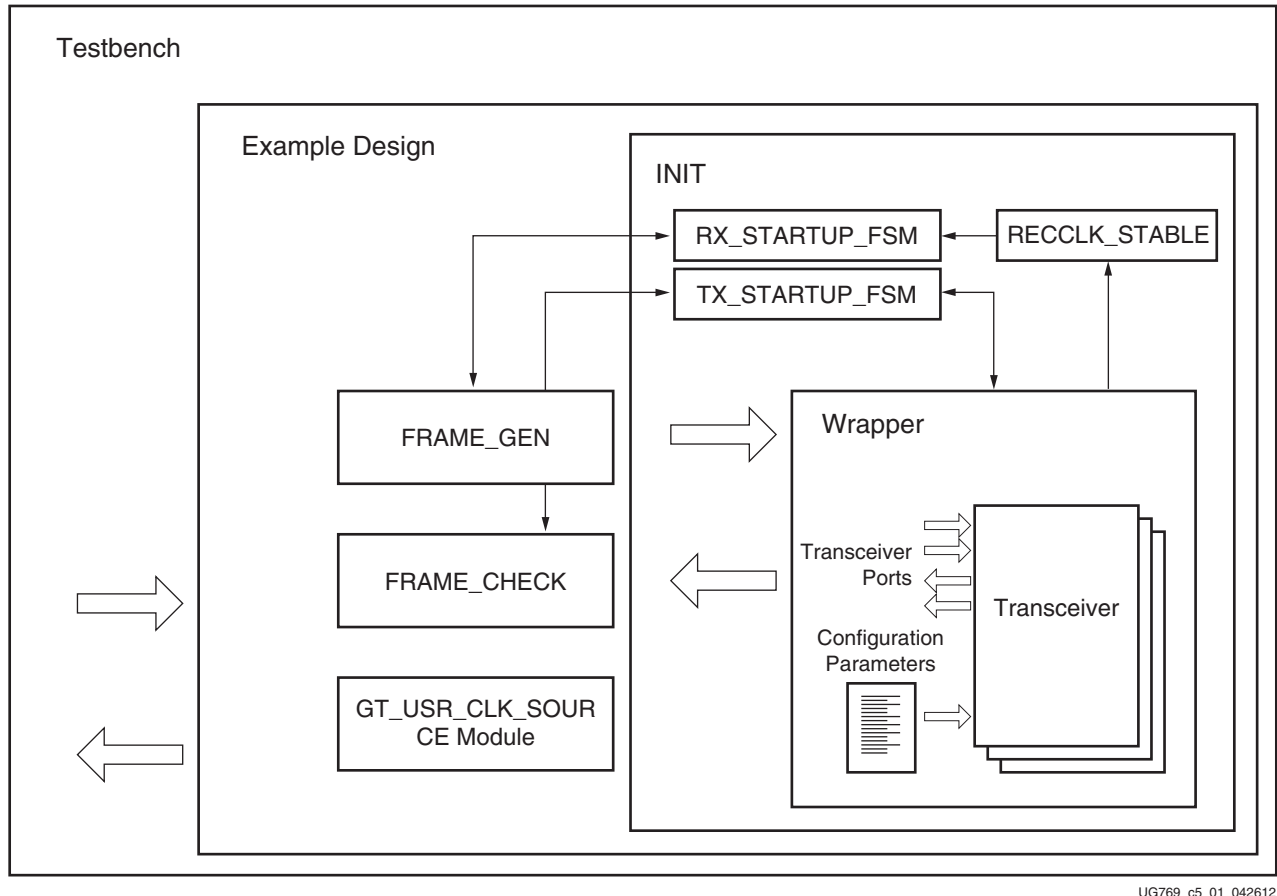 Testbench
Example Design
INIT
RX_STARTUP_FSM
RECCLK_STABLE
TX_STARTUP_FSM
FRAME_GEN
Wrapper
FRAME_CHECK
Transceiver
Ports
Transceiver
Configuration
Parameters
GT_USR_CLK_SOUR
CE Module
UG769_c5_01_042612